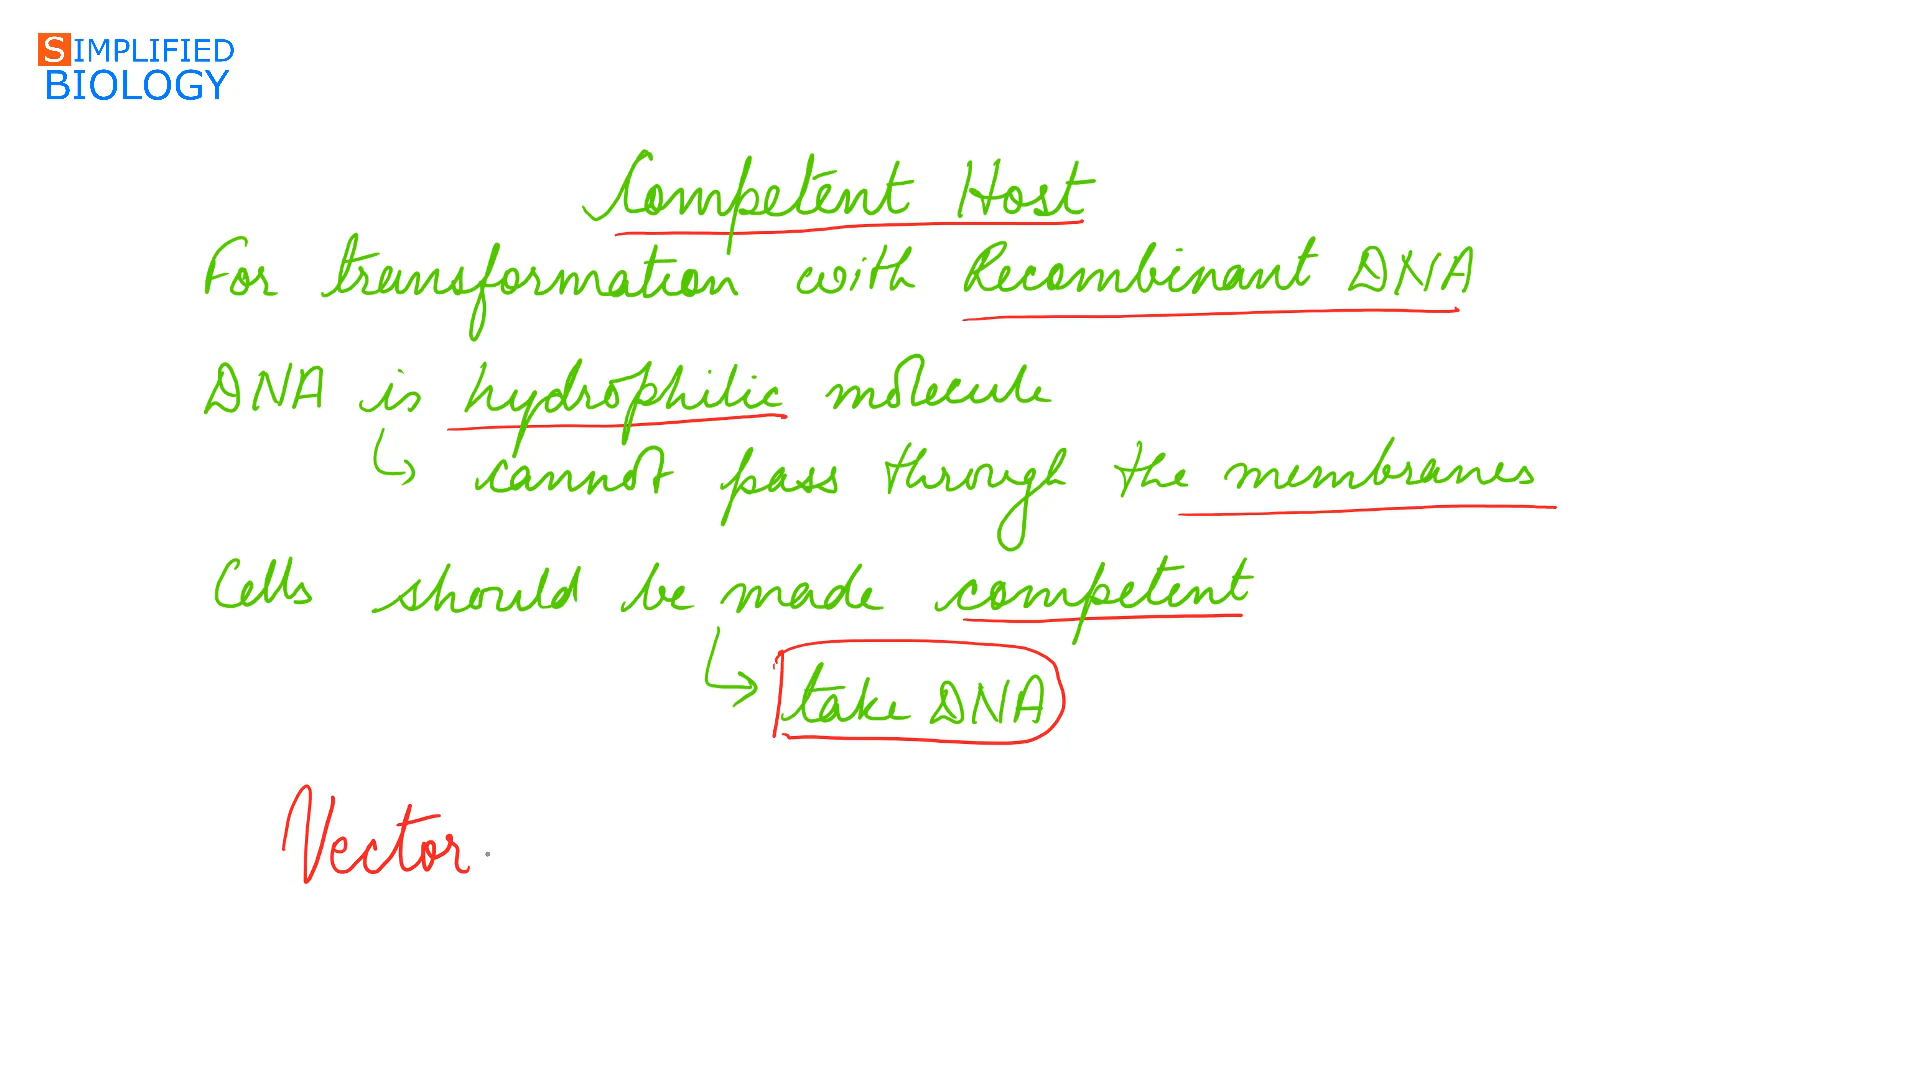 SIMPLIFIED
BIOLOGY
Competent Host
For transformation with Recombinant DNA
DNA is hydrophilic molecule
cannot pass through the membranes
Cells should be made competent
take DNA
Vector